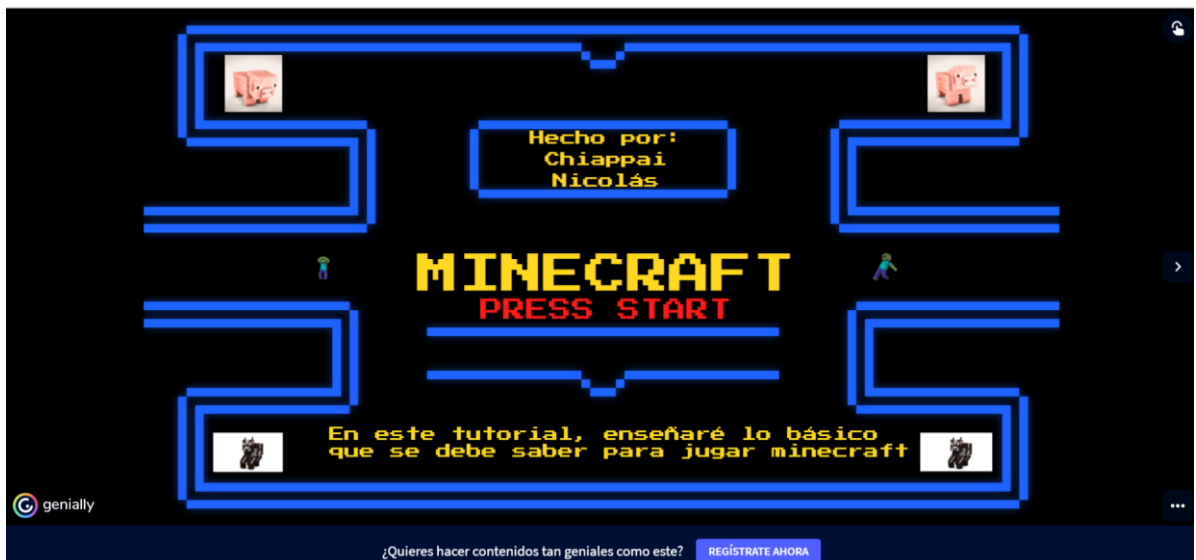 Hecho por:
Chiappai
Nicolás
MINECRAFT
PRESS START
En este tutorial, enseñaré lo básico
que se debe saber para jugar minecraft
genially
¿Quieres hacer contenidos tan geniales como este?
REGÍSTRATE AHORA